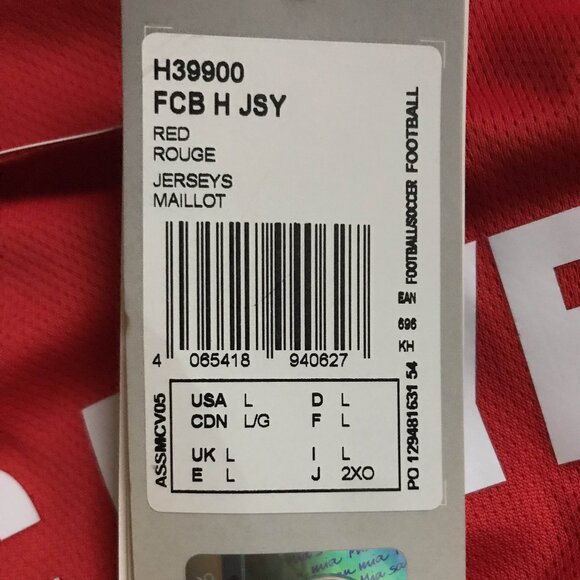 H39900
FCB H JSY
RED
ROUGE
JERSEYS
MAILLOT
4 065418 940627
USA L D L
CDN L/G F L
UK L I L
E L J 2XO
ASSMCV05
FOOTBALL/SOCCER FOOTBALL
EAN
696
KH
PO 129481631 54
mia